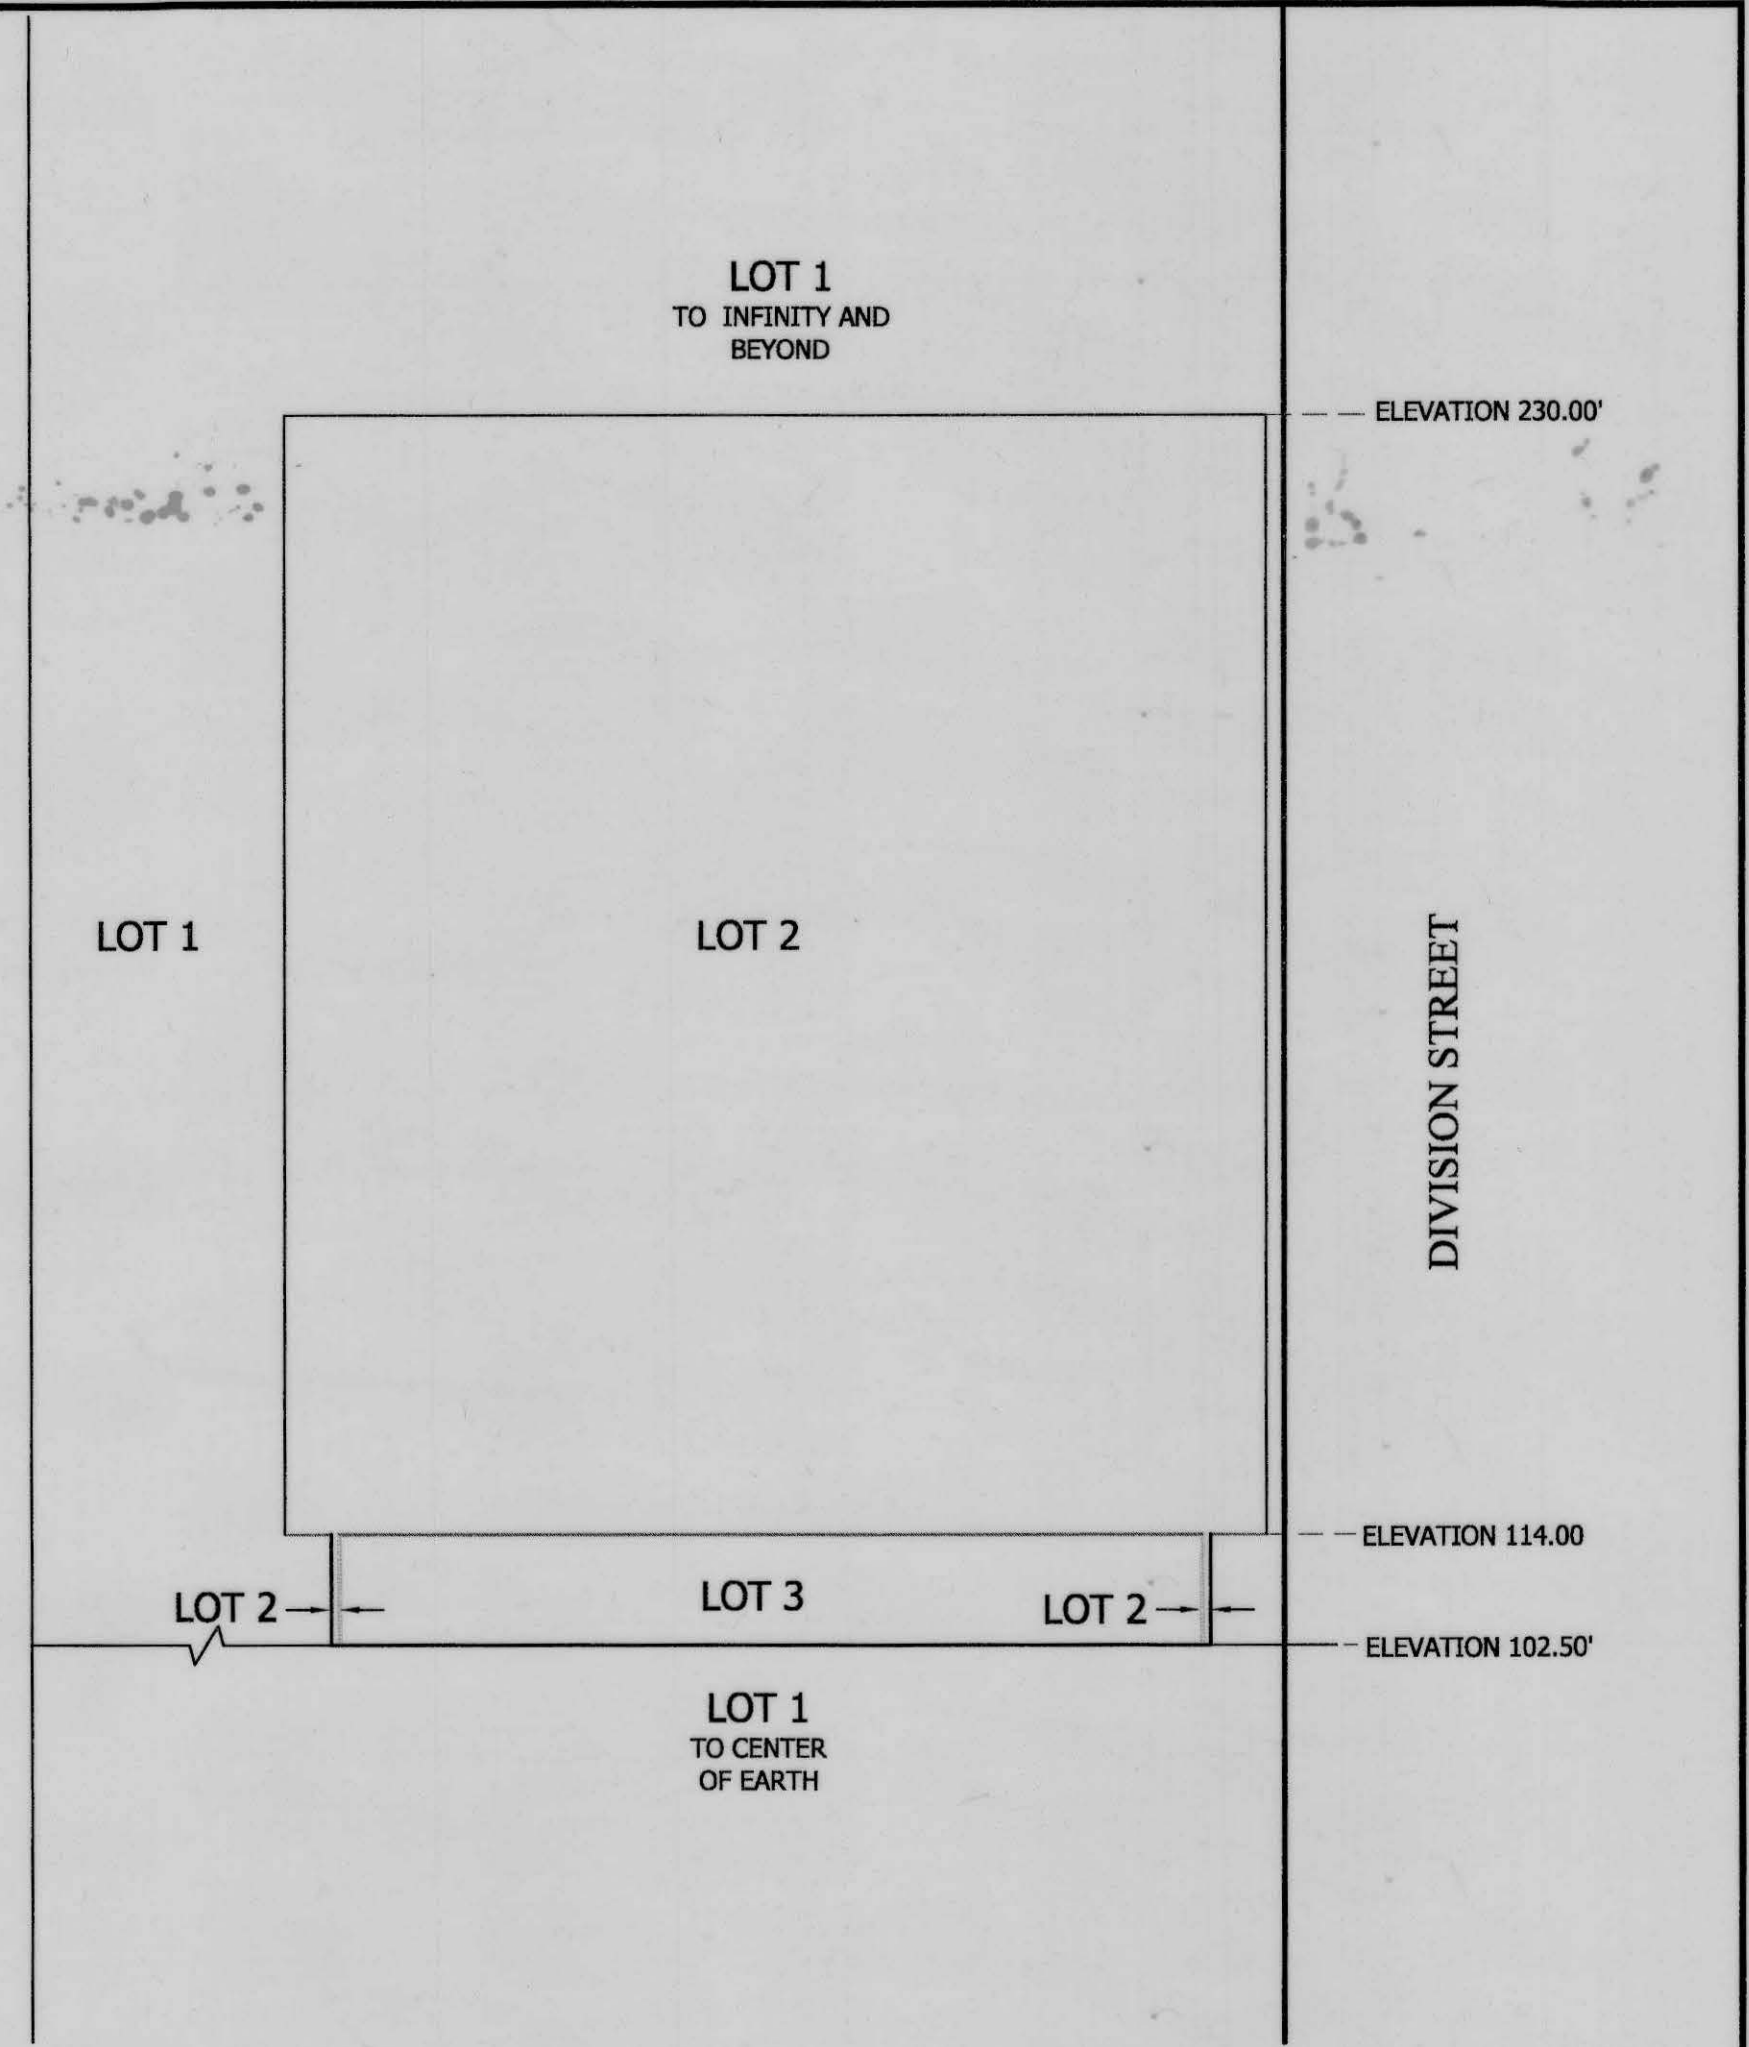 LOT 1
TO INFINITY AND
BEYOND
ELEVATION 230.00'
LOT 1
LOT 2
DIVISION STREET
ELEVATION 114.00
LOT 2
LOT 3
LOT 2
ELEVATION 102.50'
LOT 1
TO CENTER
OF EARTH